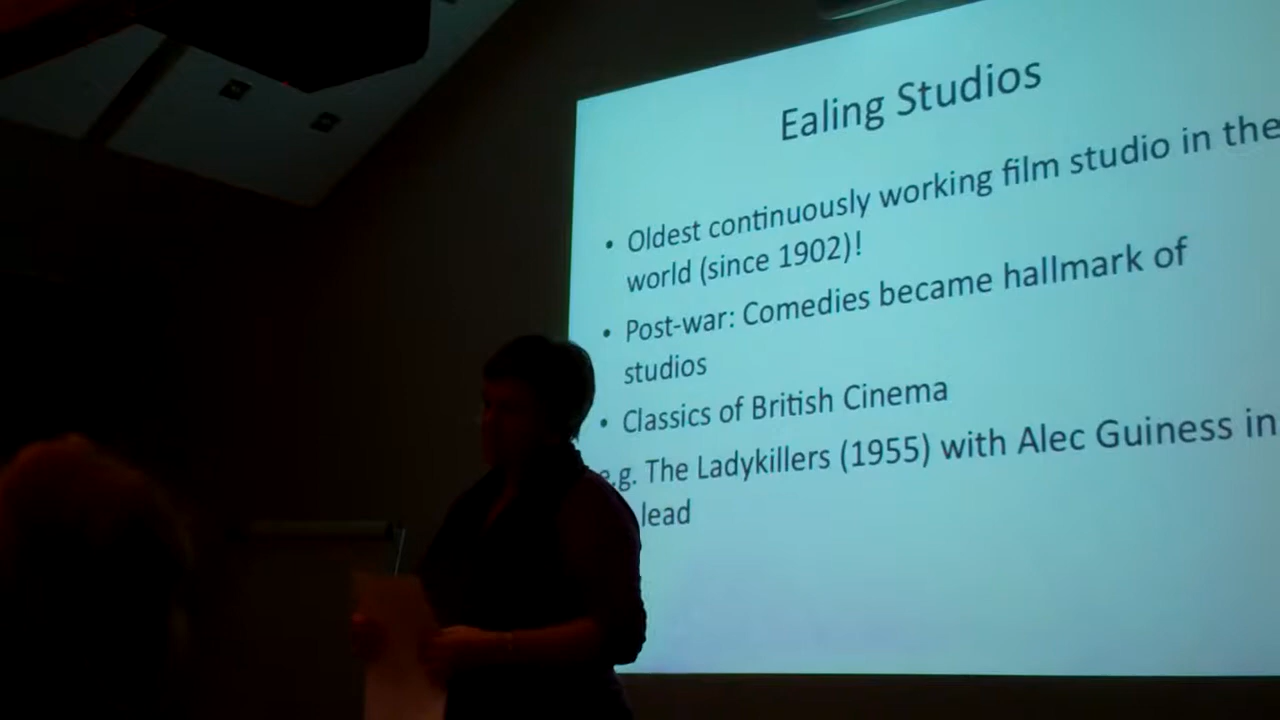 Ealing Studios
• Oldest continuously working film studio in the
world (since 1902)!
• Post-war: Comedies became hallmark of
studios
• Classics of British Cinema
e.g. The Ladykillers (1955) with Alec Guiness in
lead